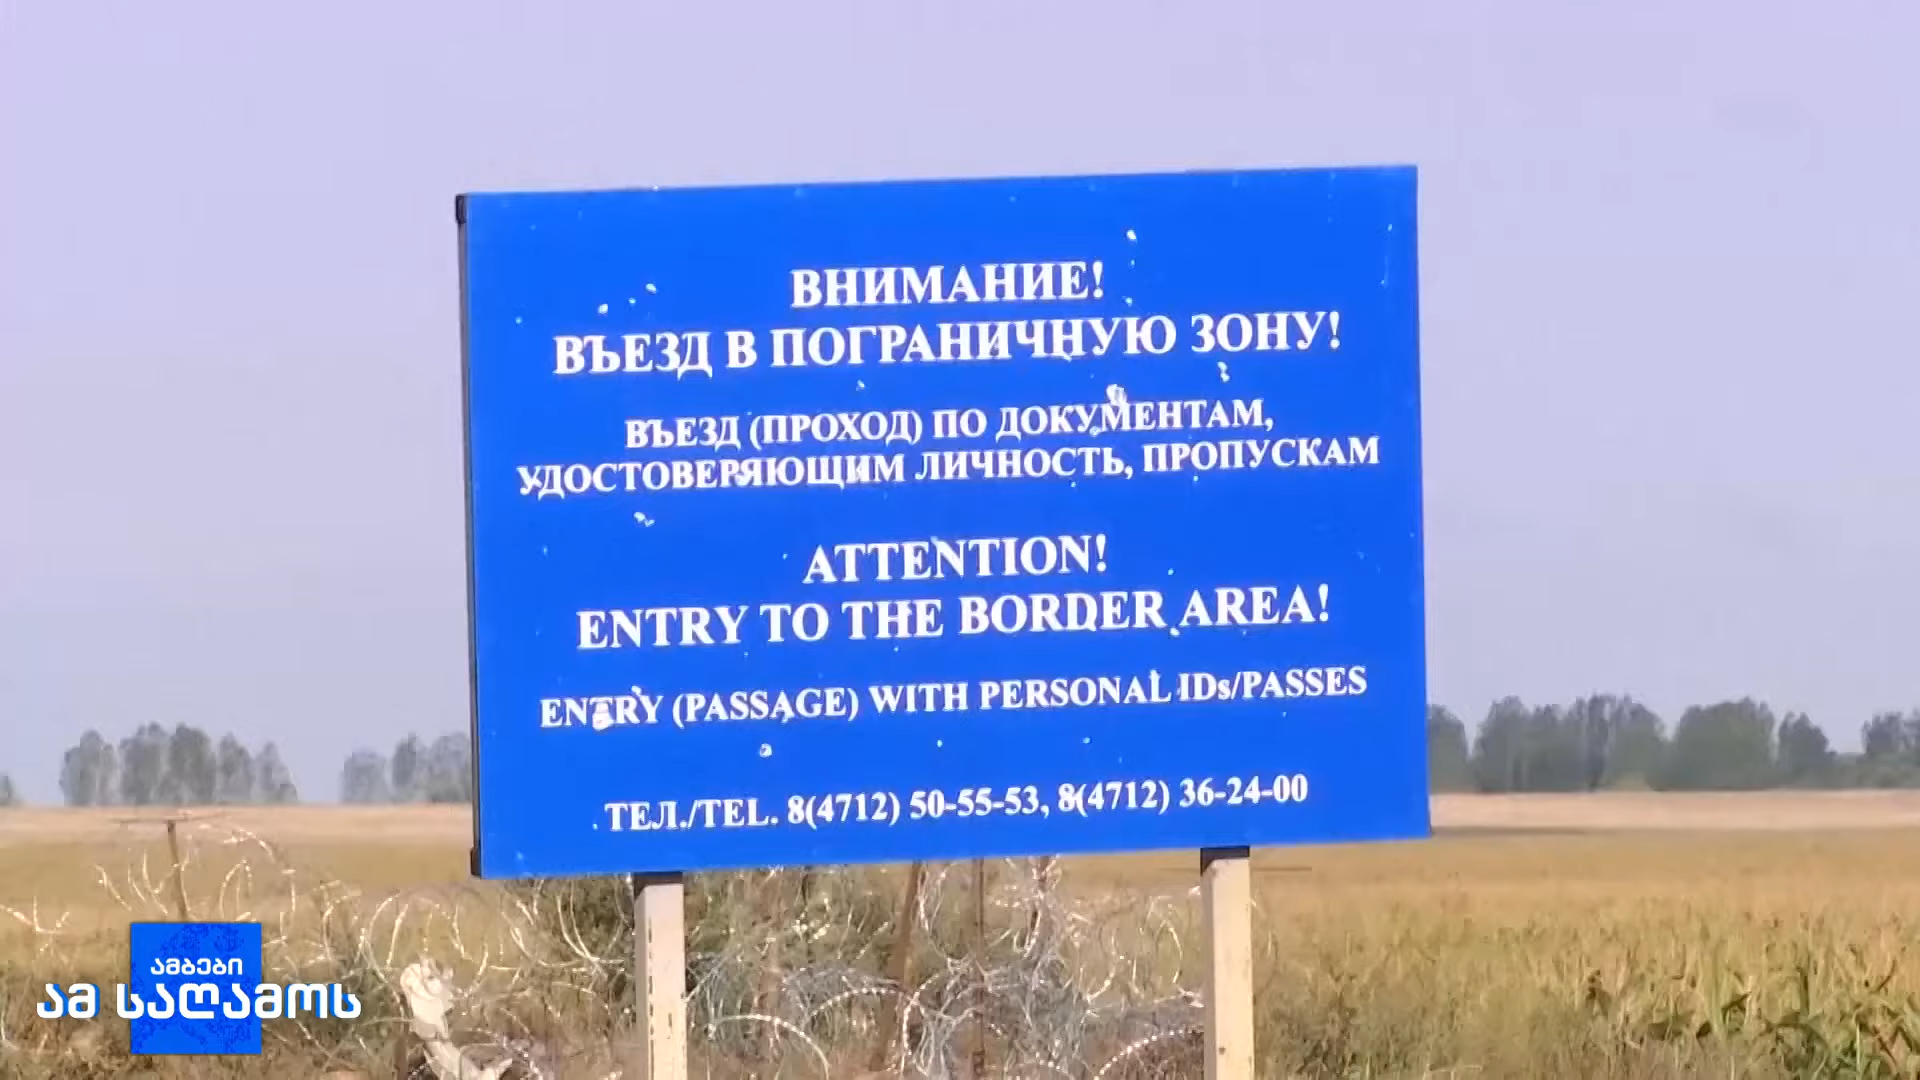 ВНИМАНИЕ!
ВЪЕЗД В ПОГРАНИЧНУЮ ЗОНУ!
ВЪЕЗД (ПРОХОД) ПО ДОКУМЕНТАМ,
УДОСТОВЕРЯЮЩИМ ЛИЧНОСТЬ, ПРОПУСКАМ
ATTENTION!
ENTRY TO THE BORDER AREA!
ENTRY (PASSAGE) WITH PERSONAL IDs/PASSES
ТЕЛ./TEL. 8(4712) 50-55-53, 8(4712) 36-24-00
ამბები
ამ საღამოს